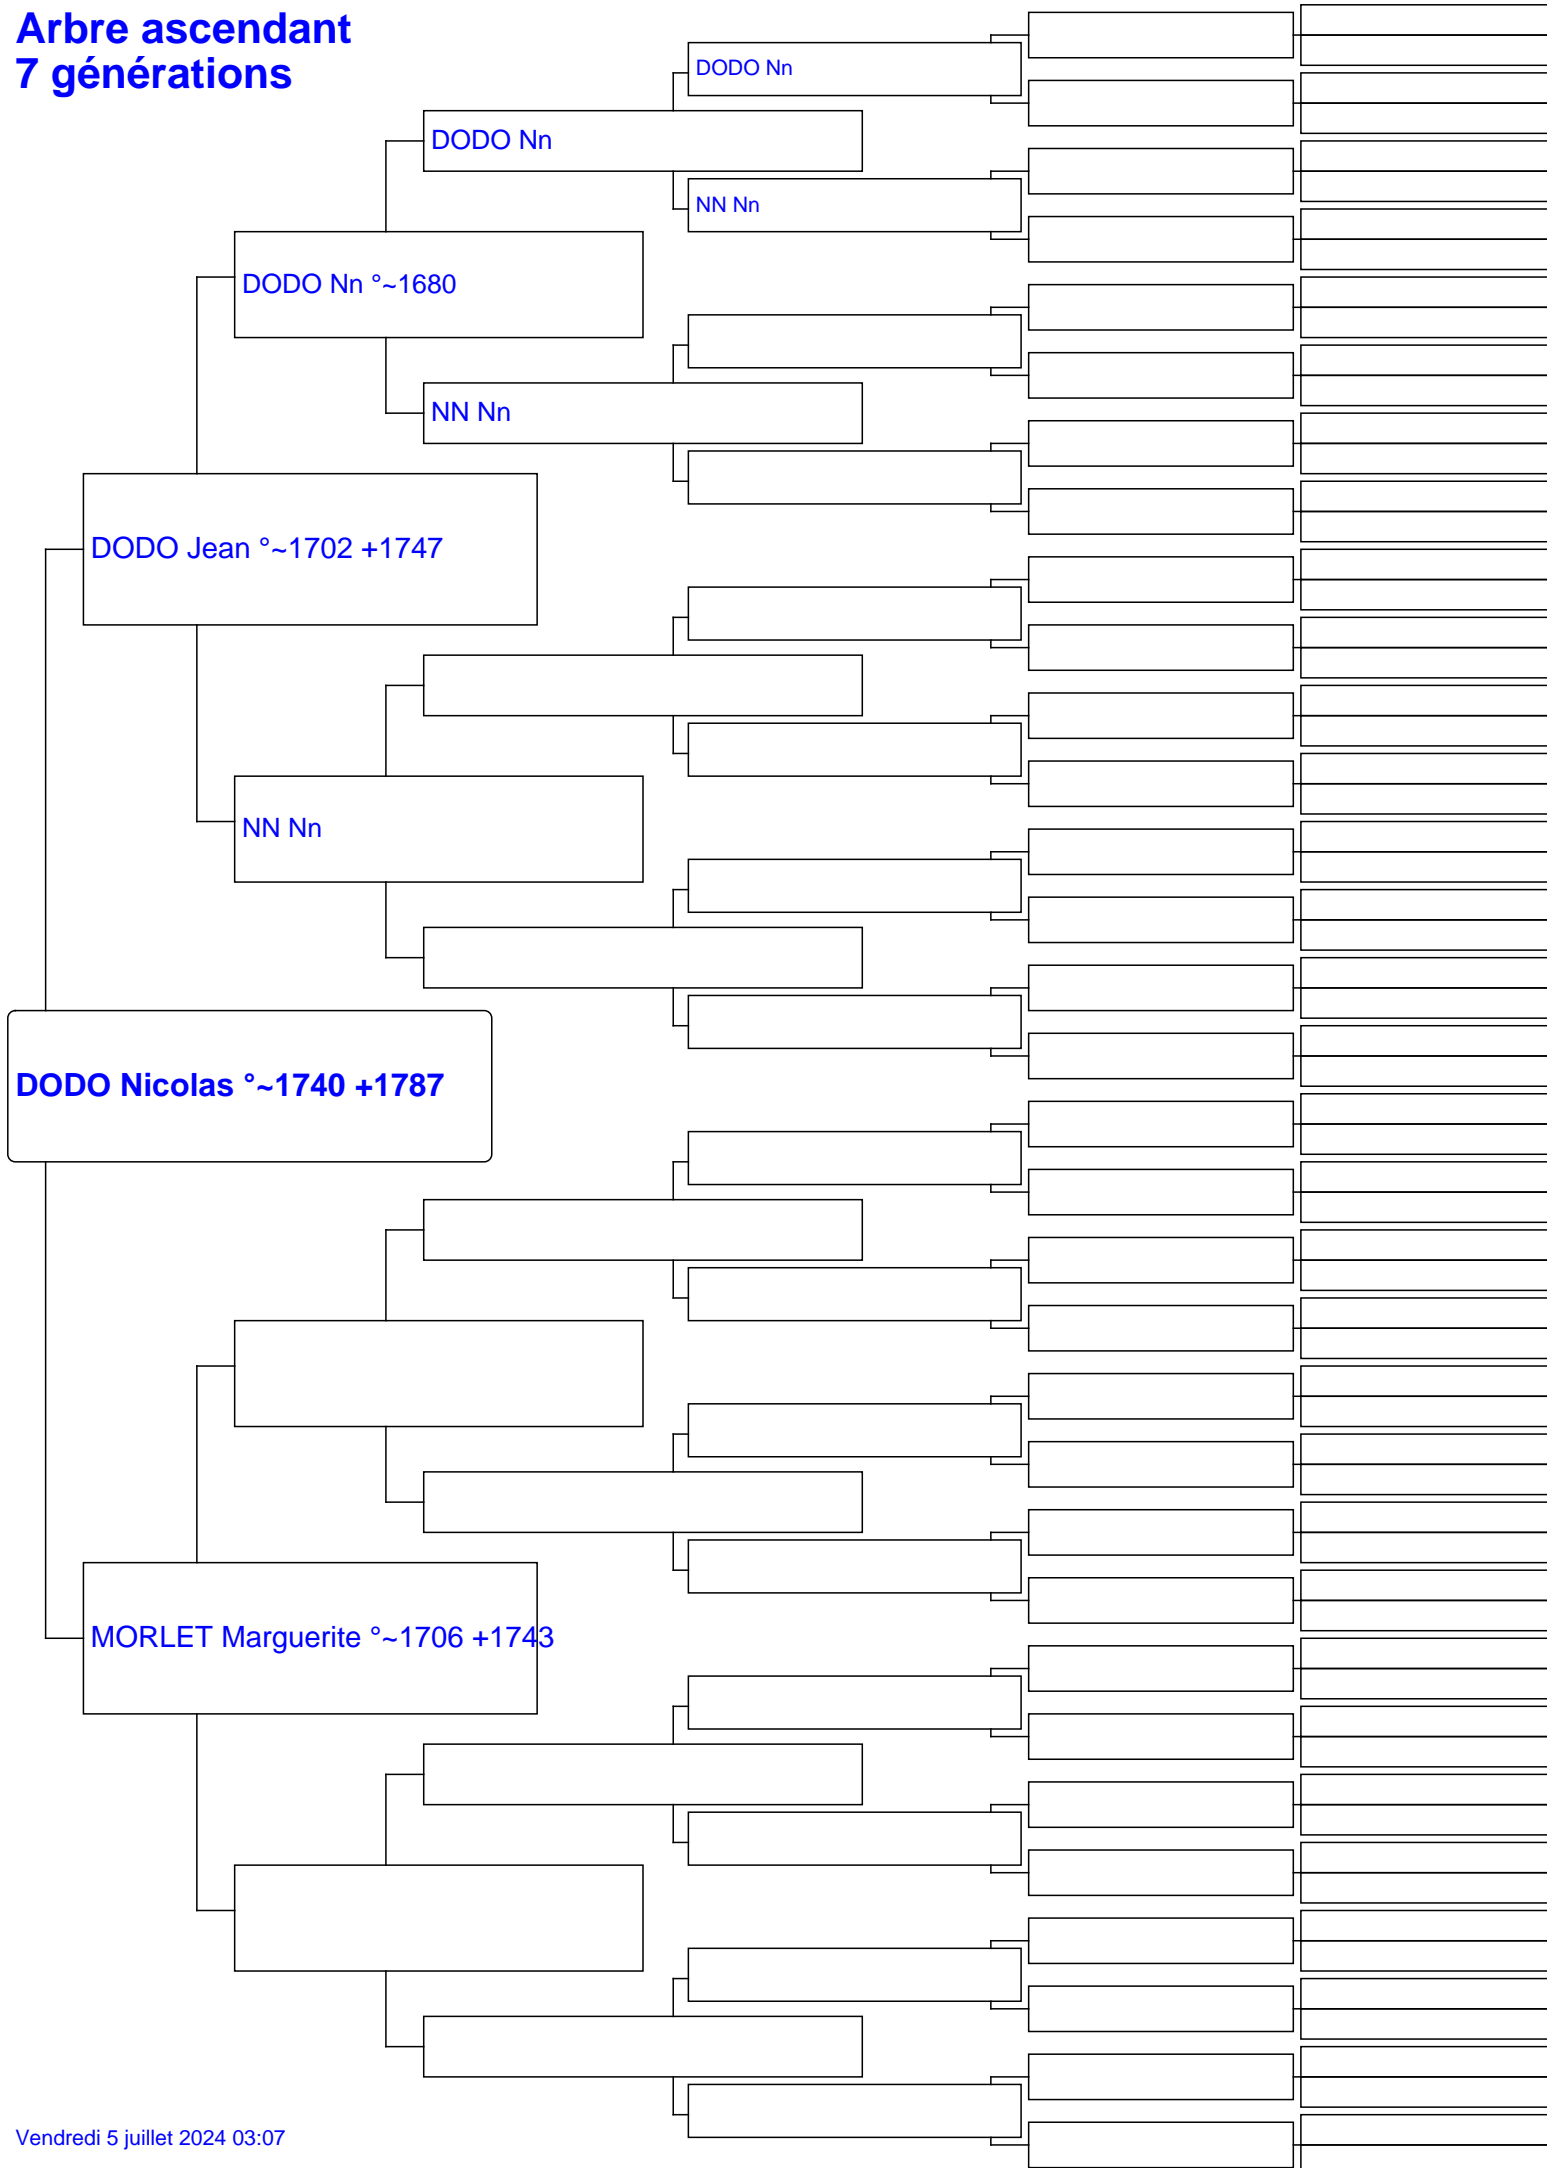 Arbre ascendant
7 générations
DODO Nn
DODO Nn
NN Nn
DODO Nn °~1680
NN Nn
DODO Jean °~1702 +1747
NN Nn
DODO Nicolas °~1740 +1787
MORLET Marguerite °~1706 +1743
Vendredi 5 juillet 2024 03:07